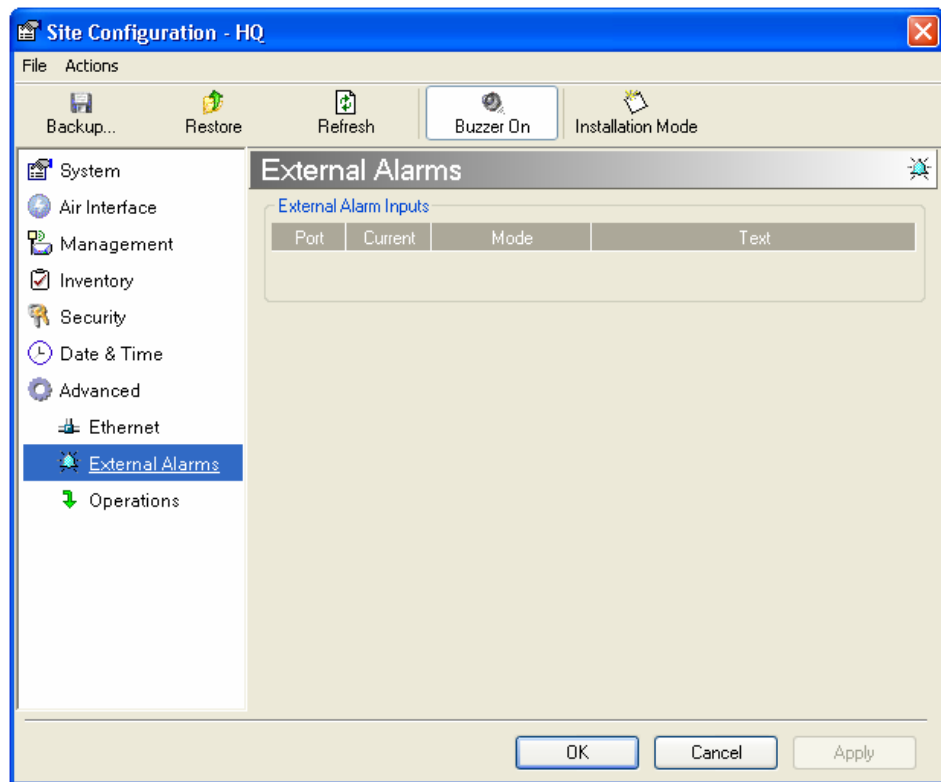 Site Configuration - HQ
File Actions
Backup... Restore Refresh Buzzer On Installation Mode
System
Air Interface
Management
Inventory
Security
Date & Time
Advanced
Ethernet
External Alarms
Operations
External Alarms
External Alarm Inputs
Port Current Mode Text
OK Cancel Apply